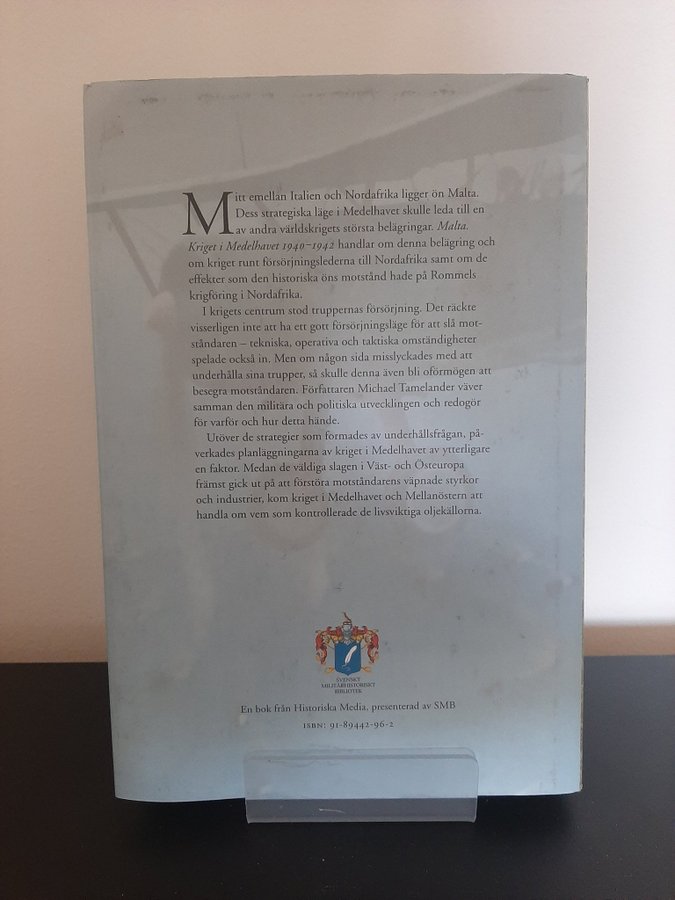 Mitt emellan Italien och Nordafrika ligger ön Malta.
Dess strategiska läge i Medelhavet skulle leda till en
av andra världskrigets största belägringar. Malta.
Kriget i Medelhavet 1940–1942 handlar om denna belägring och
om kriget runt försörjningslederna till Nordafrika samt om de
effekter som den historiska öns motstånd hade på Rommels
krigföring i Nordafrika.
I krigets centrum stod truppernas försörjning. Det räckte
visserligen inte att ha ett gott försörjningsläge för att slå mot-
ståndaren – tekniska, operativa och taktiska omständigheter
spelade också in. Men om någon sida misslyckades med att
underhålla sina trupper, så skulle denna även bli oförmögen att
besegra motståndaren. Författaren Michael Tamelander väver
samman den militära och politiska utvecklingen och redogör
för varför och hur detta hände.
Utöver de strategier som formades av underhållsfrågan, på-
verkades planläggningarna av kriget i Medelhavet av ytterligare
en faktor. Medan de väldiga slagen i Väst- och Östeuropa
främst gick ut på att förstöra motståndarens väpnade styrkor
och industrier, kom kriget i Medelhavet och Mellanöstern att
handla om vem som kontrollerade de livsviktiga oljekällorna.
SVENSKT
MILITÄRHISTORISKT
BIBLIOTEK
En bok från Historiska Media, presenterad av SMB
ISBN: 91-89442-96-2